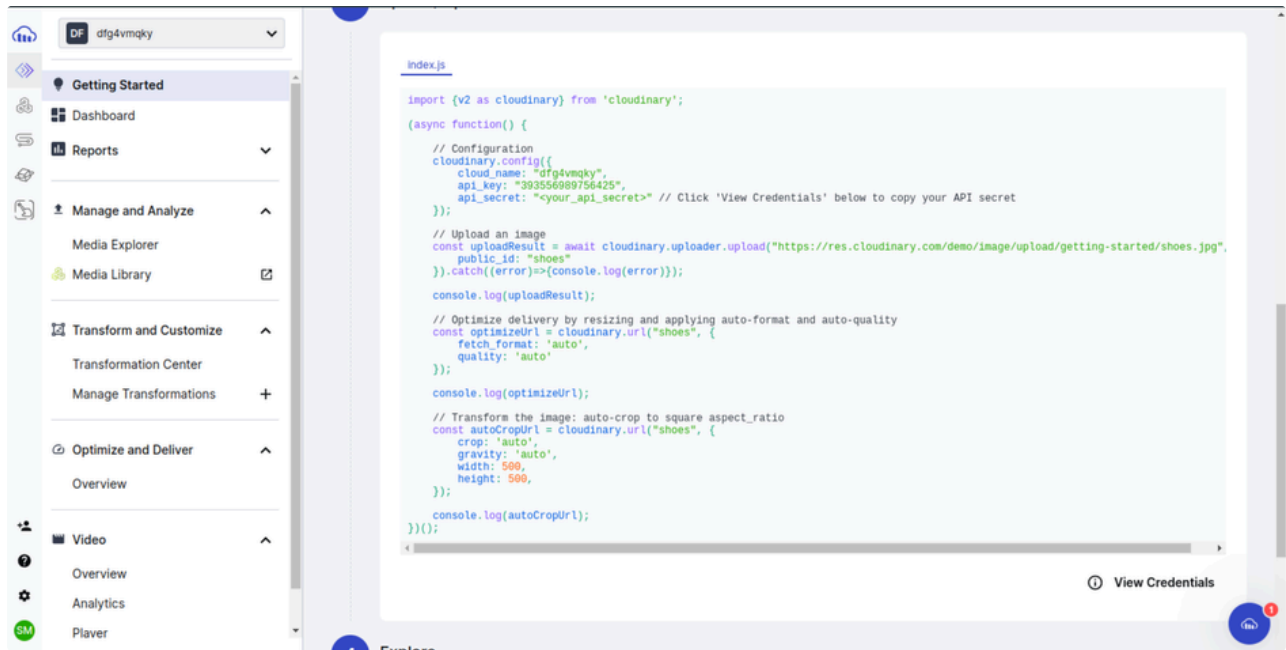 DF dfg4vmqky
Getting Started
Dashboard
Reports
Manage and Analyze
Media Explorer
Media Library
Transform and Customize
Transformation Center
Manage Transformations
Optimize and Deliver
Overview
Video
Overview
Analytics
Player
SM
index.js
import {v2 as cloudinary} from 'cloudinary';
(async function() {
// Configuration
cloudinary.config({
cloud_name: "dfg4vmqky",
api_key: "393556989756425",
api_secret: "<your_api_secret>" // Click 'View Credentials' below to copy your API secret
});
// Upload an image
const uploadResult = await cloudinary.uploader.upload("https://res.cloudinary.com/demo/image/upload/getting-started/shoes.jpg",
public_id: "shoes"
}).catch((error)=>{console.log(error)});
console.log(uploadResult);
// Optimize delivery by resizing and applying auto-format and auto-quality
const optimizeUrl = cloudinary.url("shoes", {
fetch_format: 'auto',
quality: 'auto'
});
console.log(optimizeUrl);
// Transform the image: auto-crop to square aspect_ratio
const autoCropUrl = cloudinary.url("shoes", {
crop: 'auto',
gravity: 'auto',
width: 500,
height: 500,
});
console.log(autoCropUrl);
})();
View Credentials
1
Explore